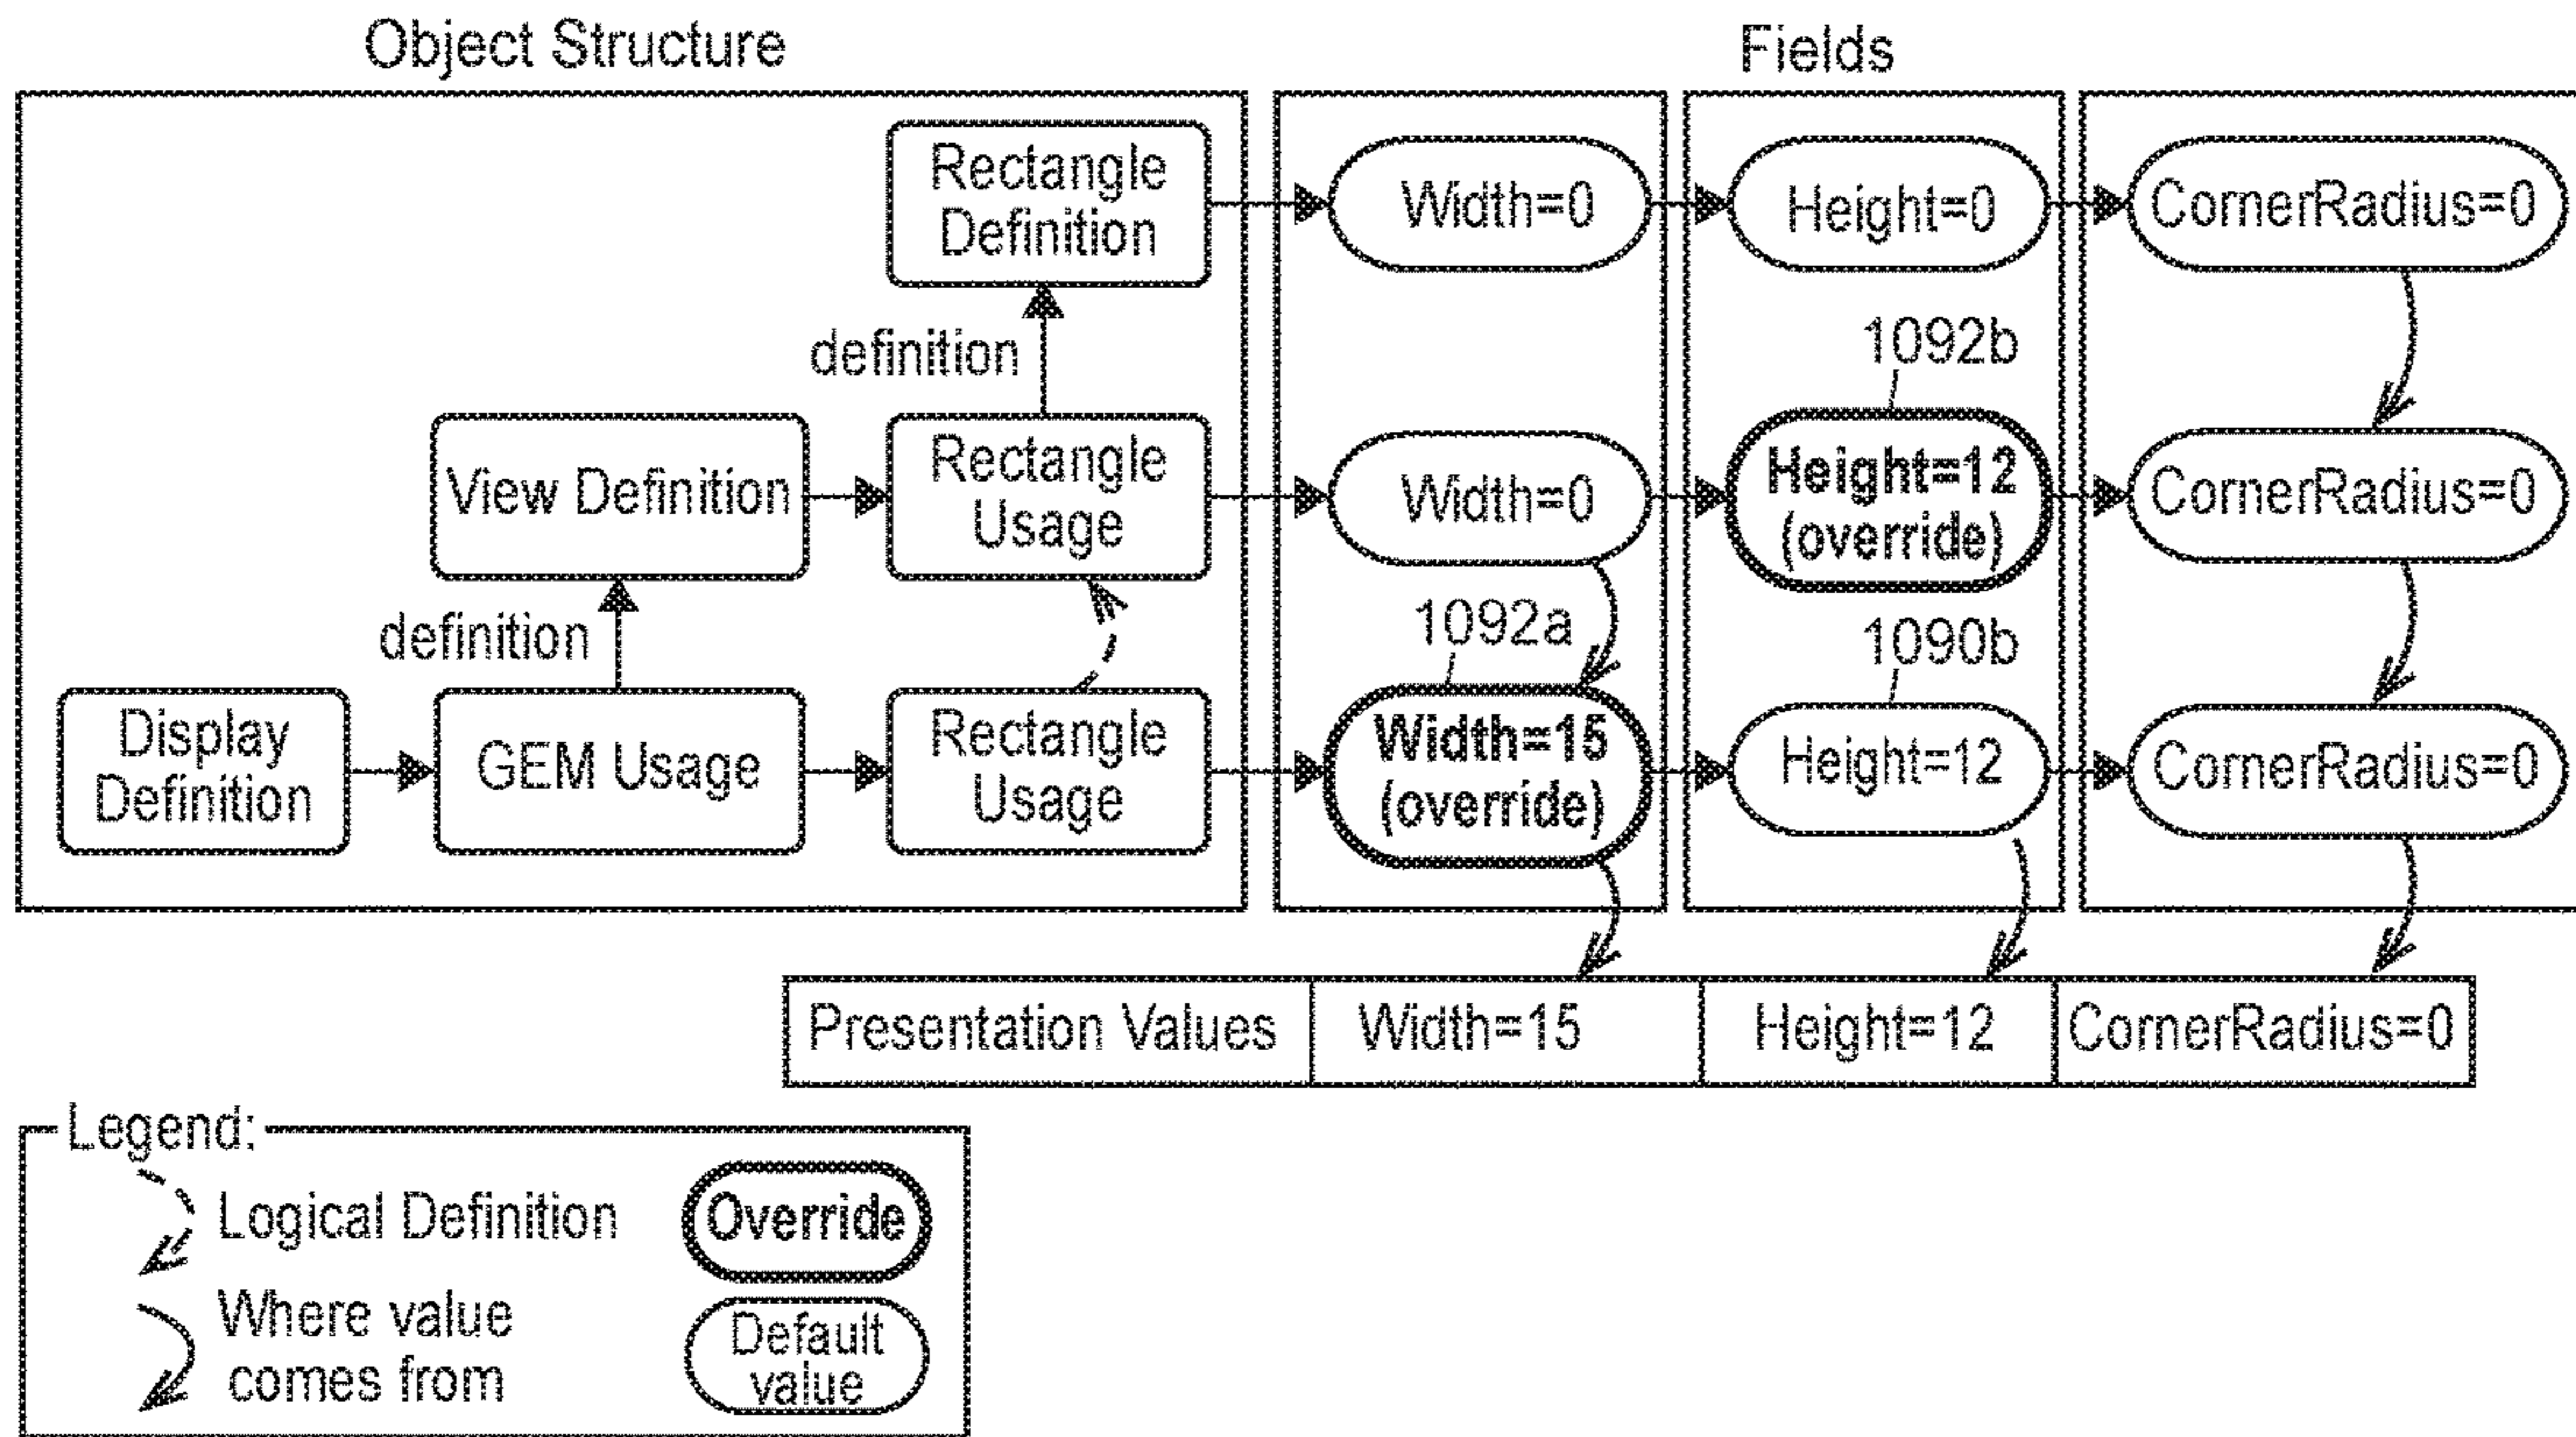 Object Structure
Fields
Rectangle
Definition
Width=0
Height=0
CornerRadius=0
definition
1092b
View Definition
Rectangle
Usage
Width=0
Height=12
(override)
CornerRadius=0
definition
1092a
1090b
Display
Definition
GEM Usage
Rectangle
Usage
Width=15
(override)
Height=12
CornerRadius=0
Presentation Values
Width=15
Height=12
CornerRadius=0
Legend:
Logical Definition
Override
Where value
comes from
Default
value